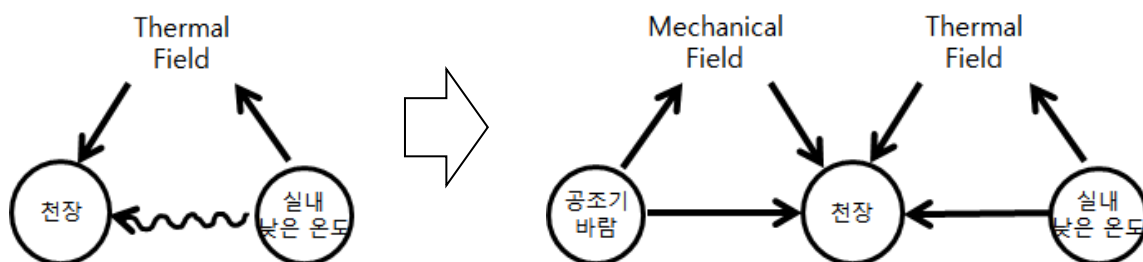 Thermal
Field
천장
실내
낮은 온도
Mechanical
Field
Thermal
Field
공조기
바람
천장
실내
낮은 온도